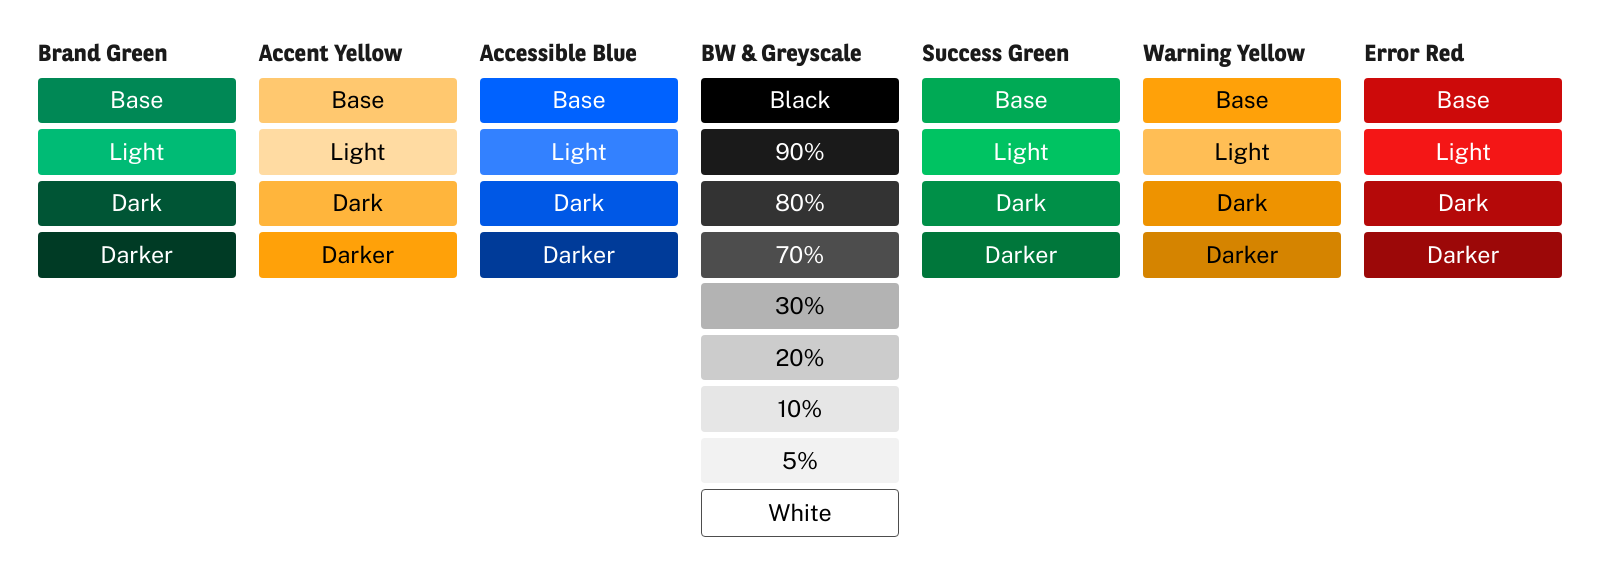 Brand Green
Base
Light
Dark
Darker
Accent Yellow
Base
Light
Dark
Darker
Accessible Blue
Base
Light
Dark
Darker
BW & Greyscale
Black
90%
80%
70%
30%
20%
10%
5%
White
Success Green
Base
Light
Dark
Darker
Warning Yellow
Base
Light
Dark
Darker
Error Red
Base
Light
Dark
Darker